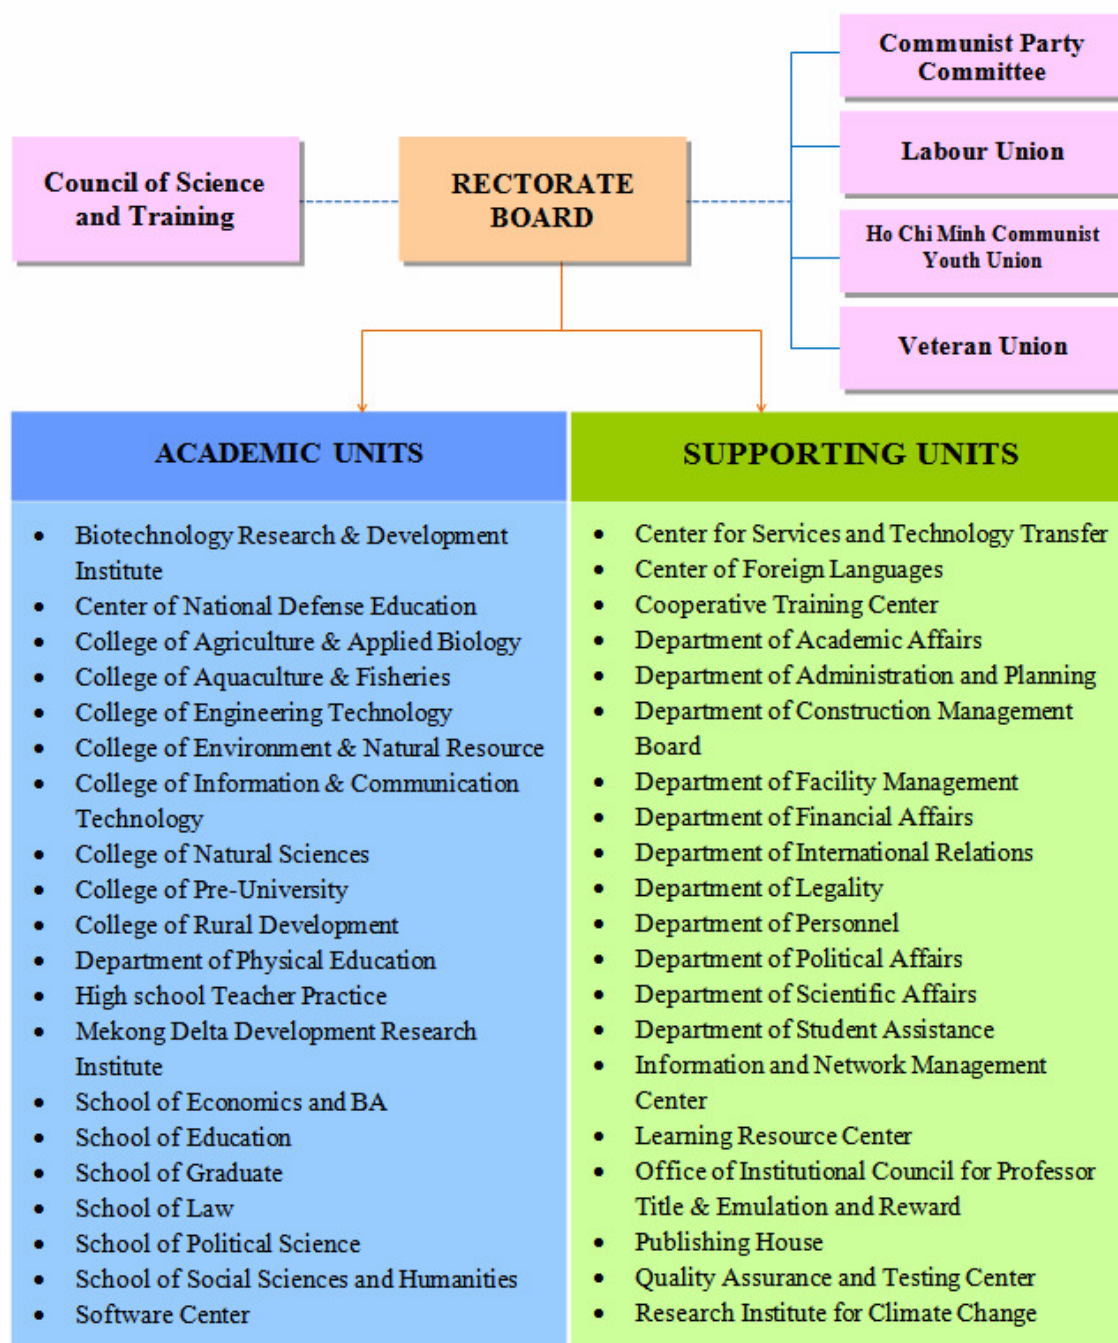 Communist Party
Committee
Labour Union
Ho Chi Minh Communist
Youth Union
Veteran Union
Council of Science
and Training
RECTORATE
BOARD
ACADEMIC UNITS
• Biotechnology Research & Development
Institute
• Center of National Defense Education
• College of Agriculture & Applied Biology
• College of Aquaculture & Fisheries
• College of Engineering Technology
• College of Environment & Natural Resource
• College of Information & Communication
Technology
• College of Natural Sciences
• College of Pre-University
• College of Rural Development
• Department of Physical Education
• High school Teacher Practice
• Mekong Delta Development Research
Institute
• School of Economics and BA
• School of Education
• School of Graduate
• School of Law
• School of Political Science
• School of Social Sciences and Humanities
• Software Center
SUPPORTING UNITS
• Center for Services and Technology Transfer
• Center of Foreign Languages
• Cooperative Training Center
• Department of Academic Affairs
• Department of Administration and Planning
• Department of Construction Management
Board
• Department of Facility Management
• Department of Financial Affairs
• Department of International Relations
• Department of Legality
• Department of Personnel
• Department of Political Affairs
• Department of Scientific Affairs
• Department of Student Assistance
• Information and Network Management
Center
• Learning Resource Center
• Office of Institutional Council for Professor
Title & Emulation and Reward
• Publishing House
• Quality Assurance and Testing Center
• Research Institute for Climate Change